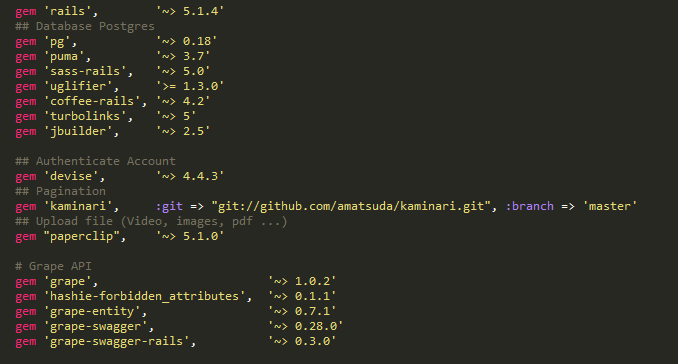 gem 'rails', '~> 5.1.4'
## Database Postgres
gem 'pg', '~> 0.18'
gem 'puma', '~> 3.7'
gem 'sass-rails', '~> 5.0'
gem 'uglifier', '>= 1.3.0'
gem 'coffee-rails', '~> 4.2'
gem 'turbolinks', '~> 5'
gem 'jbuilder', '~> 2.5'
## Authenticate Account
gem 'devise', '~> 4.4.3'
## Pagination
gem 'kaminari', :git => "git://github.com/amatsuda/kaminari.git", :branch => 'master'
## Upload file (Video, images, pdf ...)
gem "paperclip", '~> 5.1.0'
# Grape API
gem 'grape', '~> 1.0.2'
gem 'hashie-forbidden_attributes', '~> 0.1.1'
gem 'grape-entity', '~> 0.7.1'
gem 'grape-swagger', '~> 0.28.0'
gem 'grape-swagger-rails', '~> 0.3.0'